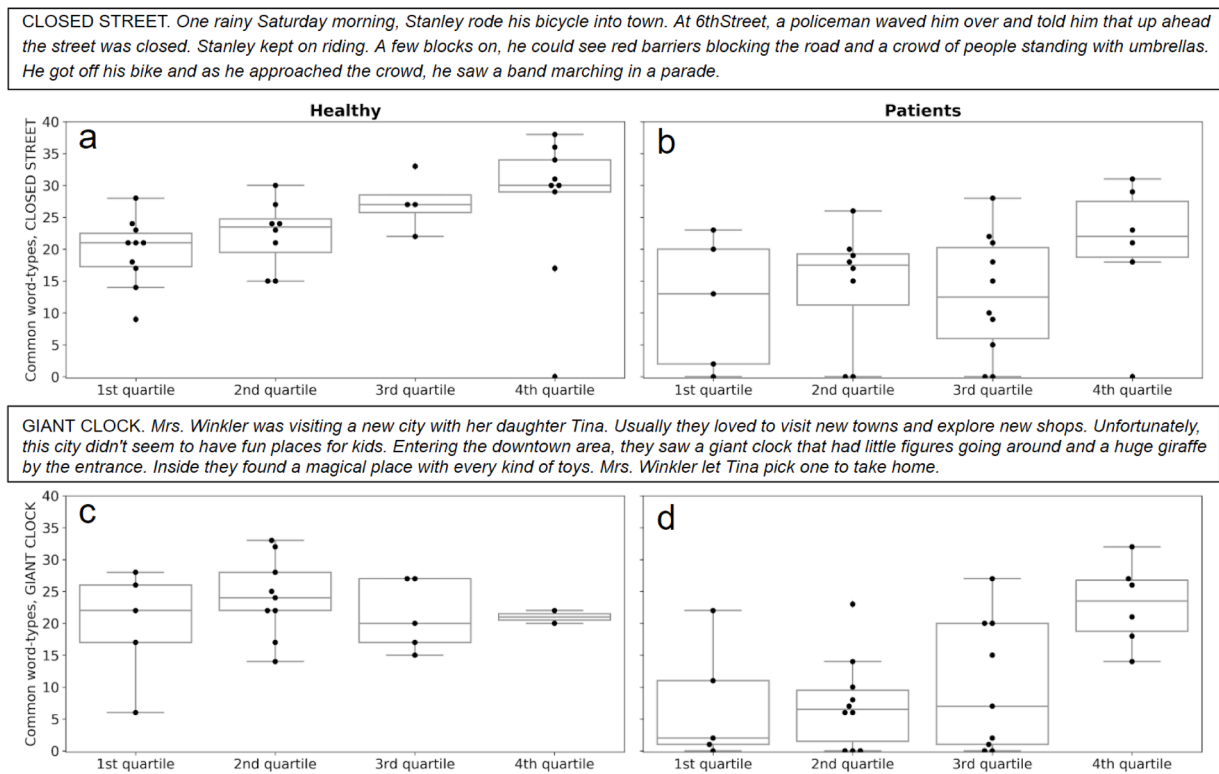 CLOSED STREET. One rainy Saturday morning, Stanley rode his bicycle into town. At 6thStreet, a policeman waved him over and told him that up ahead
the street was closed. Stanley kept on riding. A few blocks on, he could see red barriers blocking the road and a crowd of people standing with umbrellas.
He got off his bike and as he approached the crowd, he saw a band marching in a parade.
Healthy
Patients
a
b
Common word-types, CLOSED STREET
40
35
30
25
20
15
10
5
0
1st quartile 2nd quartile 3rd quartile 4th quartile
1st quartile 2nd quartile 3rd quartile 4th quartile
GIANT CLOCK. Mrs. Winkler was visiting a new city with her daughter Tina. Usually they loved to visit new towns and explore new shops. Unfortunately,
this city didn't seem to have fun places for kids. Entering the downtown area, they saw a giant clock that had little figures going around and a huge giraffe
by the entrance. Inside they found a magical place with every kind of toys. Mrs. Winkler let Tina pick one to take home.
c
d
Common word-types, GIANT CLOCK
40
35
30
25
20
15
10
5
0
1st quartile 2nd quartile 3rd quartile 4th quartile
1st quartile 2nd quartile 3rd quartile 4th quartile